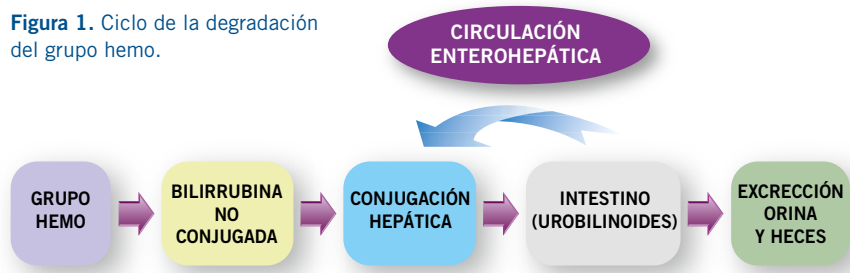 Figura 1. Ciclo de la degradación
del grupo hemo.
CIRCULACIÓN
ENTEROHEPÁTICA
GRUPO
HEMO
BILIRRUBINA
NO
CONJUGADA
CONJUGACIÓN
HEPÁTICA
INTESTINO
(UROBILINOIDES)
EXCRECCIÓN
ORINA
Y HECES